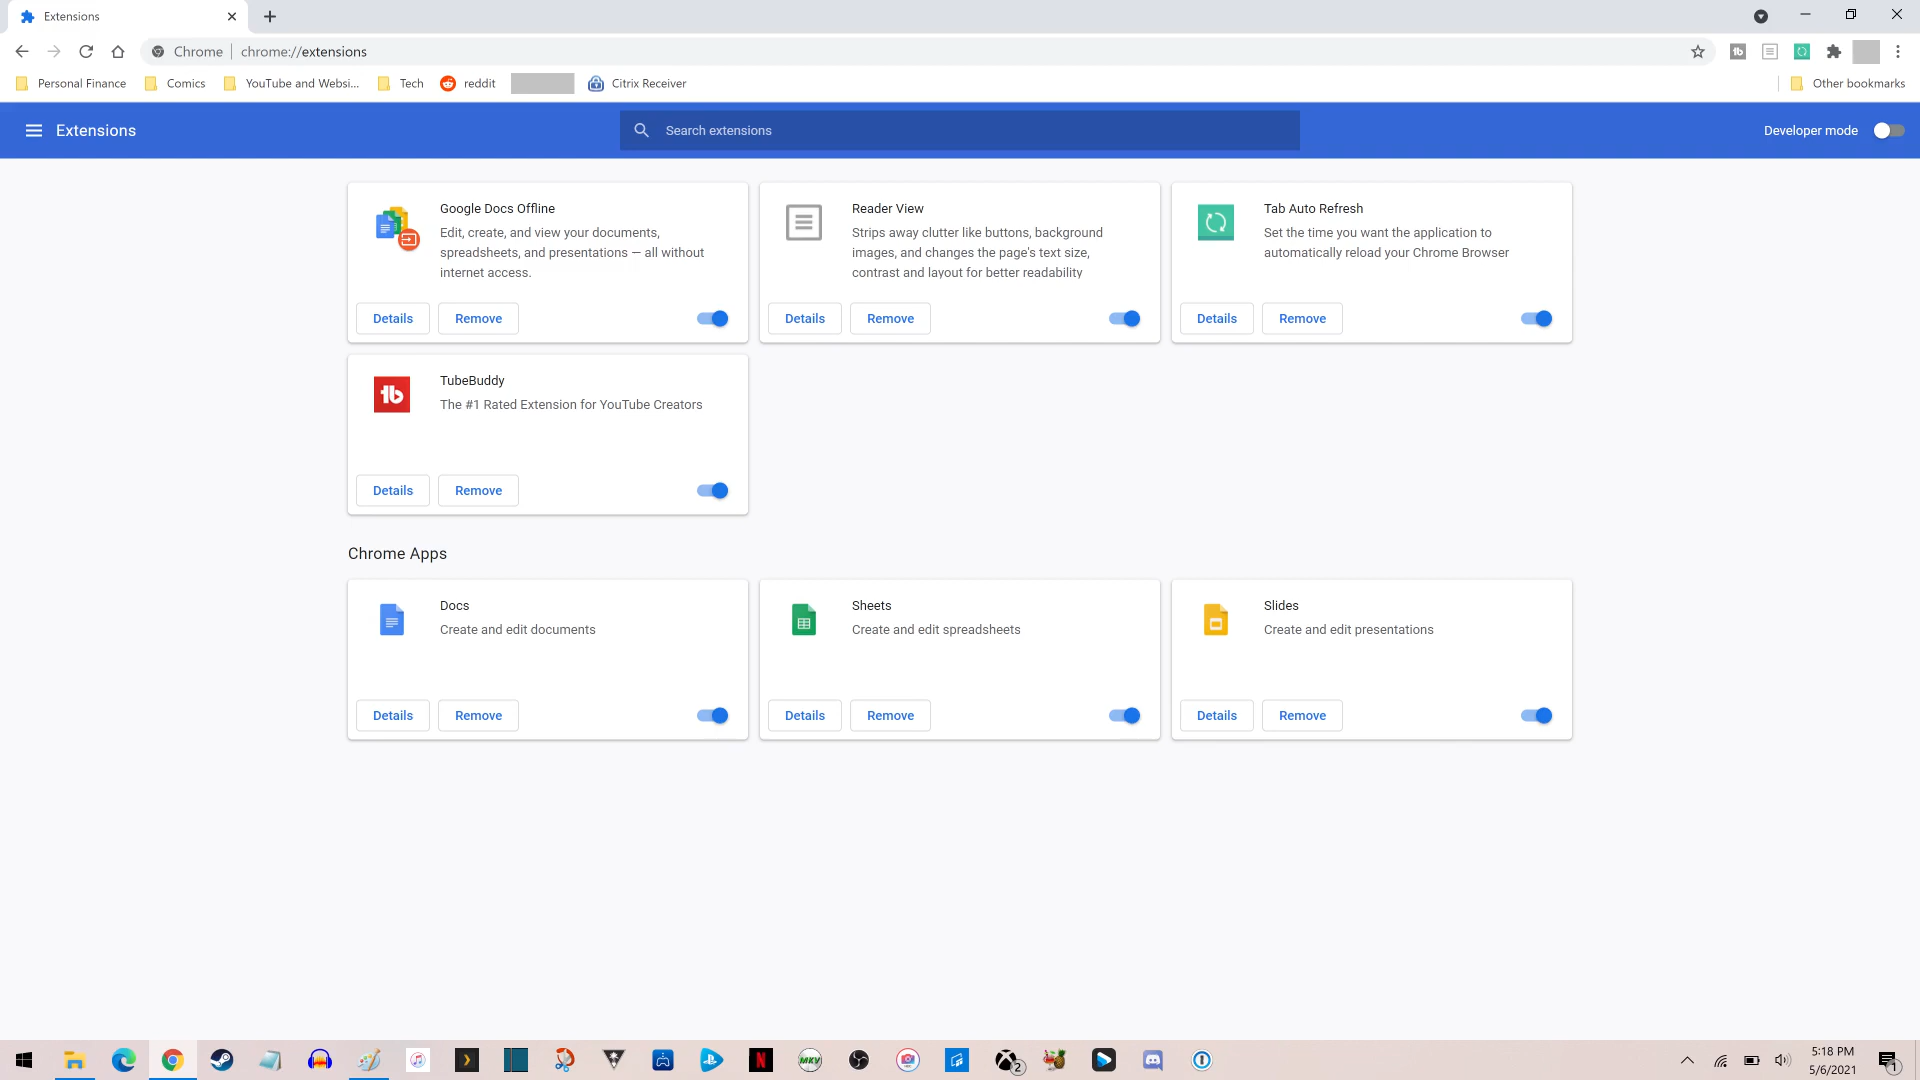 Extensions
Chrome
chrome://extensions
Personal Finance
Comics
YouTube and Websi...
Tech
reddit
Citrix Receiver
Other bookmarks
Extensions
Search extensions
Developer mode
Google Docs Offline
Edit, create, and view your documents,
spreadsheets, and presentations — all without
internet access.
Details
Remove
Reader View
Strips away clutter like buttons, background
images, and changes the page's text size,
contrast and layout for better readability
Details
Remove
Tab Auto Refresh
Set the time you want the application to
automatically reload your Chrome Browser
Details
Remove
tb
TubeBuddy
The #1 Rated Extension for YouTube Creators
Details
Remove
Chrome Apps
Docs
Create and edit documents
Details
Remove
Sheets
Create and edit spreadsheets
Details
Remove
Slides
Create and edit presentations
Details
Remove
N
MKV
2
5:18 PM
5/6/2021
1